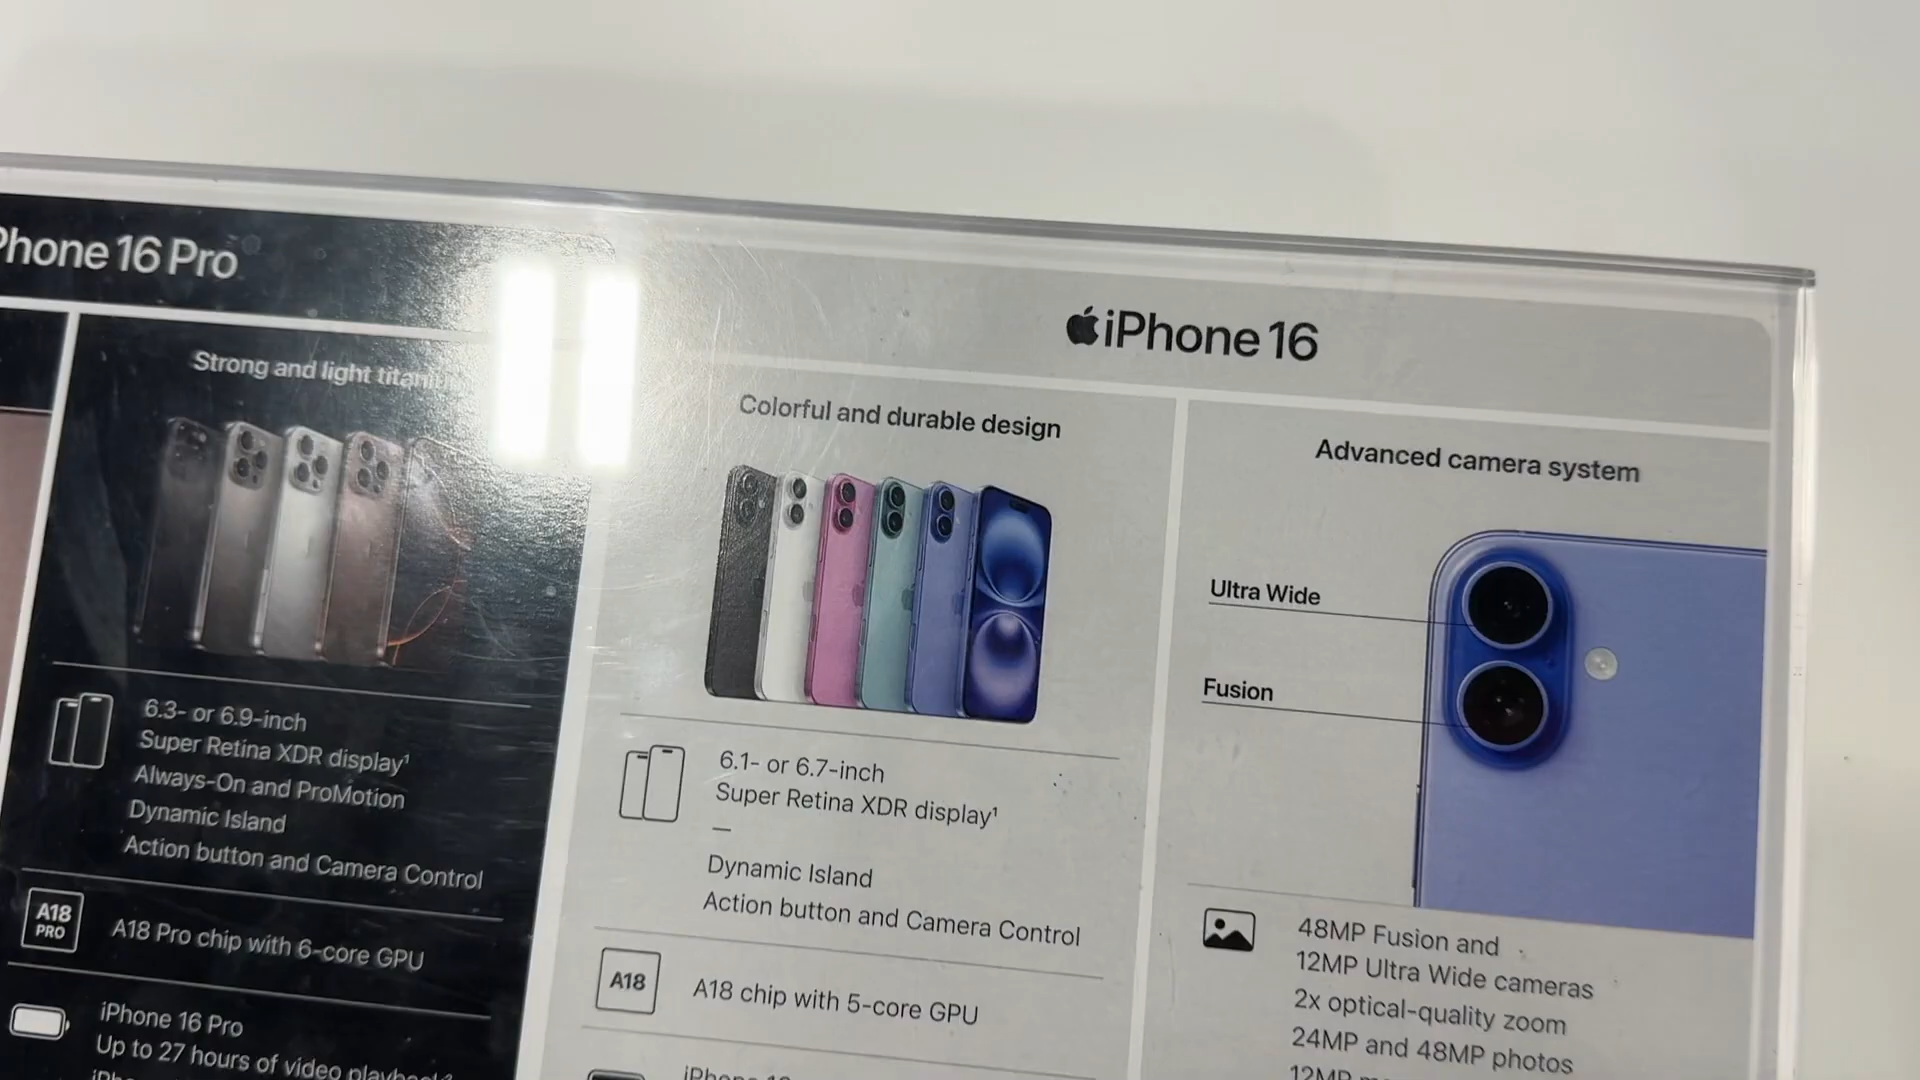 Phone 16 Pro
Strong and light
6.3- or 6.9-inch
Super Retina XDR display¹
Always-On and ProMotion
Dynamic Island
Action button and Camera Control
A18
PRO
A18 Pro chip with 6-core GPU
iPhone 16 Pro
Up to 27 hours of video
iPhone 16
Colorful and durable design
6.1- or 6.7-inch
Super Retina XDR display¹
—
Dynamic Island
Action button and Camera Control
A18
A18 chip with 5-core GPU
Advanced camera system
Ultra Wide
Fusion
48MP Fusion and
12MP Ultra Wide cameras
2x optical-quality zoom
24MP and 48MP photos
12MP